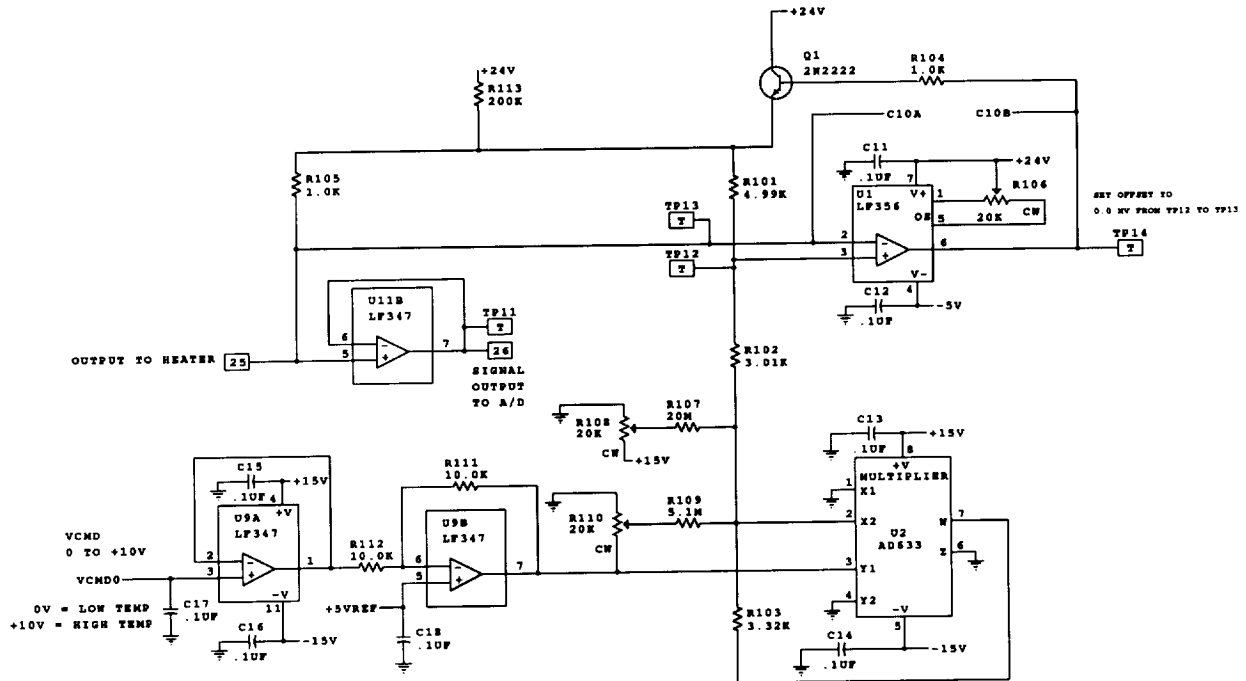 +24V
Q1
2N2222
R104
1.0K
+24V
R113
200K
C10A
C10B
C11
.1UF
+24V
R105
1.0K
R101
4.99K
7
V+
U1
LF356
1
R106
OS
5
20K
CW
SET OFFSET TO
0.0 MV FROM TP12 TO TP13
TP13
T
2
-
6
TP14
T
TP12
T
3
+
V-
4
-5V
C12
.1UF
U11B
LF347
TP11
T
6
-
7
5
+
26
OUTPUT TO HEATER
25
SIGNAL
OUTPUT
TO A/D
R102
3.01K
R107
20M
R108
20K
CW
+15V
C13
.1UF
+15V
8
+V
MULTIPLIER
C15
.1UF
+15V
4
+V
R111
10.0K
1
X1
R109
5.1M
U9A
LF347
U9B
LF347
R110
20K
CW
2
X2
7
W
U2
AD633
6
Z
VCMD
0 TO +10V
2
-
1
R112
10.0K
6
-
7
3
Y1
VCMD0
3
+
5
+
4
Y2
+5VREF
-V
11
-V
5
C17
.1UF
0V = LOW TEMP
+10V = HIGH TEMP
C16
.1UF
-15V
C18
.1UF
R103
3.32K
C14
.1UF
-15V